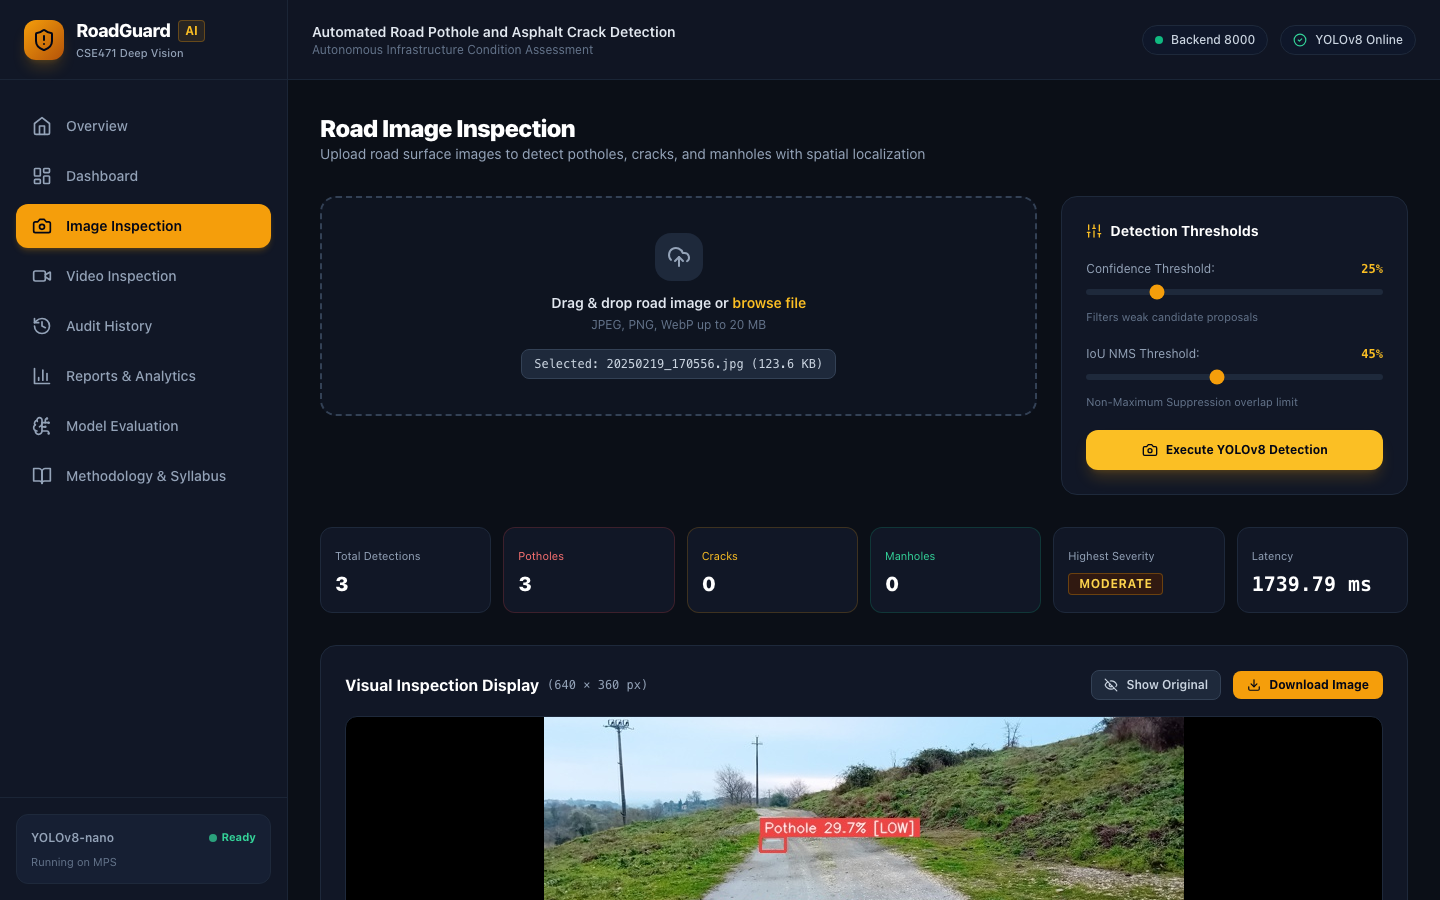 RoadGuard AI
CSE471 Deep Vision
Automated Road Pothole and Asphalt Crack Detection
Autonomous Infrastructure Condition Assessment
Backend 8000
YOLOv8 Online
Overview
Dashboard
Image Inspection
Video Inspection
Audit History
Reports & Analytics
Model Evaluation
Methodology & Syllabus
YOLOv8-nano
Ready
Running on MPS
Road Image Inspection
Upload road surface images to detect potholes, cracks, and manholes with spatial localization
Drag & drop road image or browse file
JPEG, PNG, WebP up to 20 MB
Selected: 20250219_170556.jpg (123.6 KB)
Detection Thresholds
Confidence Threshold: 25%
Filters weak candidate proposals
IoU NMS Threshold: 45%
Non-Maximum Suppression overlap limit
Execute YOLOv8 Detection
Total Detections
3
Potholes
3
Cracks
0
Manholes
0
Highest Severity
MODERATE
Latency
1739.79 ms
Visual Inspection Display (640 × 360 px)
Show Original
Download Image
Pothole 29.7% [LOW]